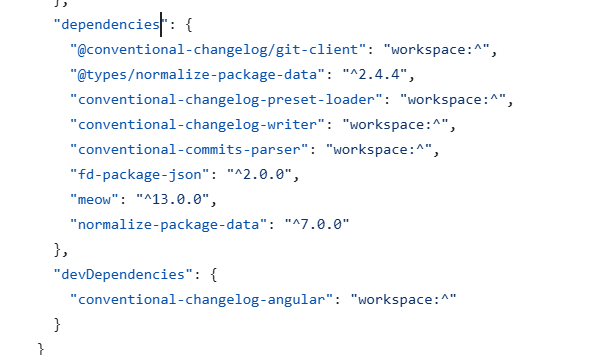 },
"dependencies": {
"@conventional-changelog/git-client": "workspace:^",
"@types/normalize-package-data": "^2.4.4",
"conventional-changelog-preset-loader": "workspace:^",
"conventional-changelog-writer": "workspace:^",
"conventional-commits-parser": "workspace:^",
"fd-package-json": "^2.0.0",
"meow": "^13.0.0",
"normalize-package-data": "^7.0.0"
},
"devDependencies": {
"conventional-changelog-angular": "workspace:^"
}
}